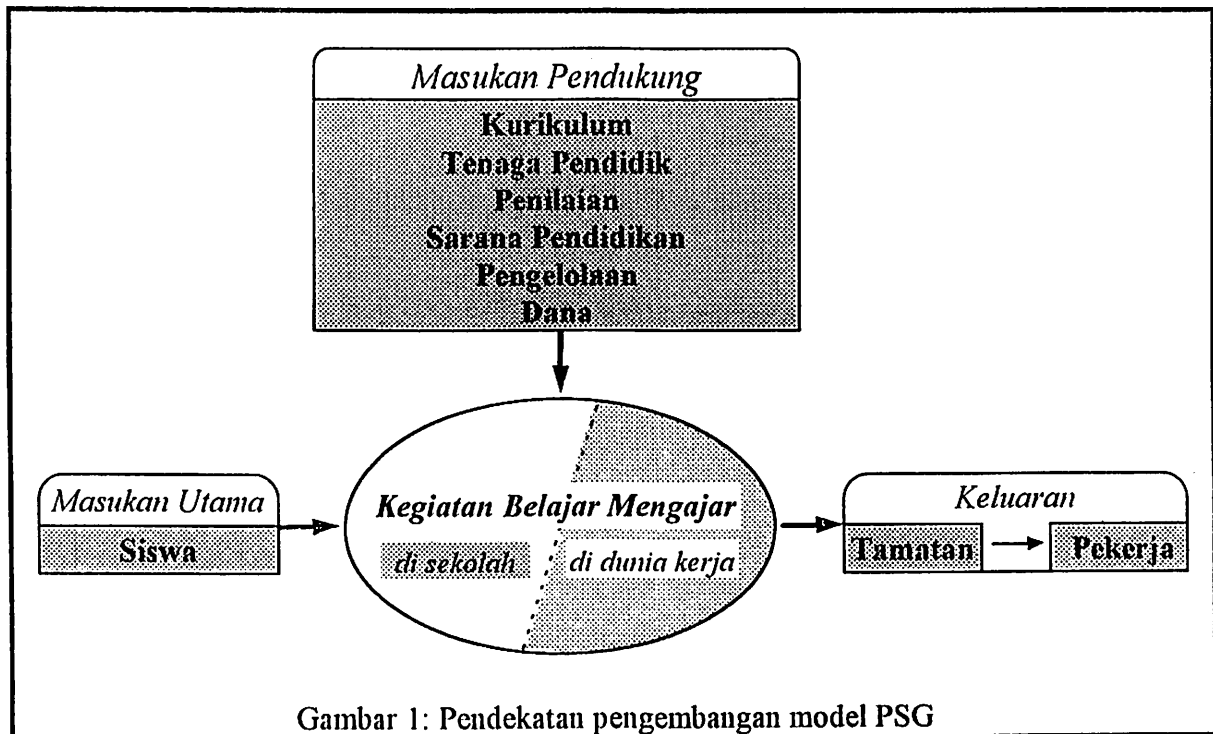 Masukan Pendukung
Kurikulum
Tenaga Pendidik
Penilaian
Sarana Pendidikan
Pengelolaan
Dana
Masukan Utama
Siswa
Kegiatan Belajar Mengajar
di sekolah
di dunia kerja
Keluaran
Tamatan
Pekerja
Gambar 1: Pendekatan pengembangan model PSG